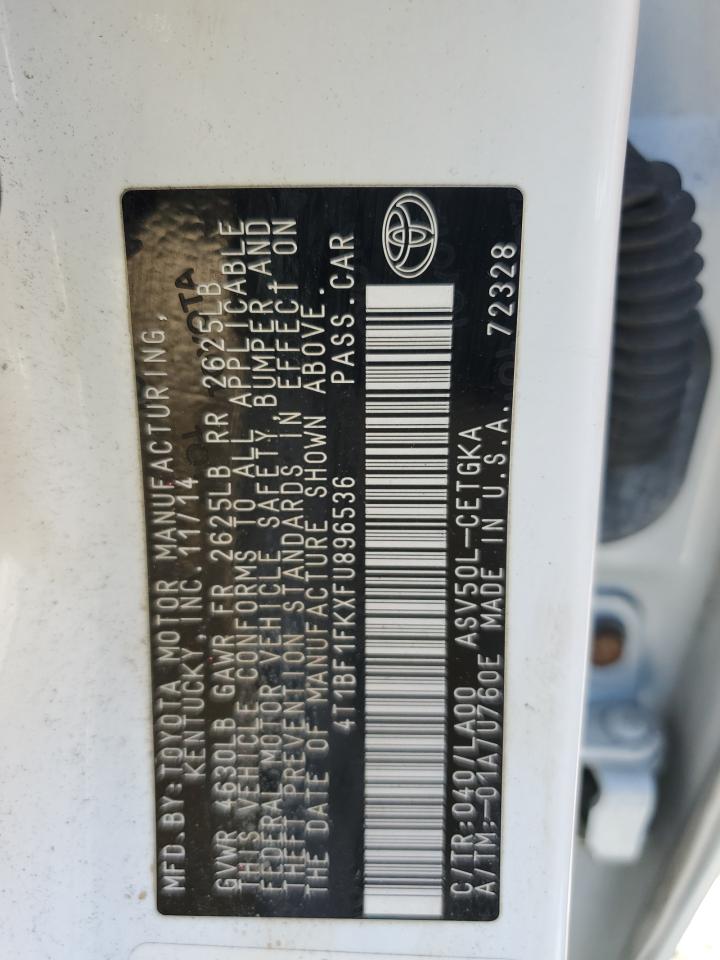 MFD.BY:TOYOTA MOTOR MANUFACTURING,
KENTUCKY, INC. 11/14
GVWR 4630LB GAWR FR 2625LB RR 2625LB
THIS VEHICLE CONFORMS TO ALL APPLICABLE
FEDERAL MOTOR VEHICLE SAFETY, BUMPER, AND
THEFT PREVENTION STANDARDS IN EFFECT ON
THE DATE OF MANUFACTURE SHOWN ABOVE.
4T1BF1FKXFU896536 PASS.CAR
C/TR:040/LA00 ASV50L-CETGKA
A/TM:-01A/U760E MADE IN U.S.A. 72328